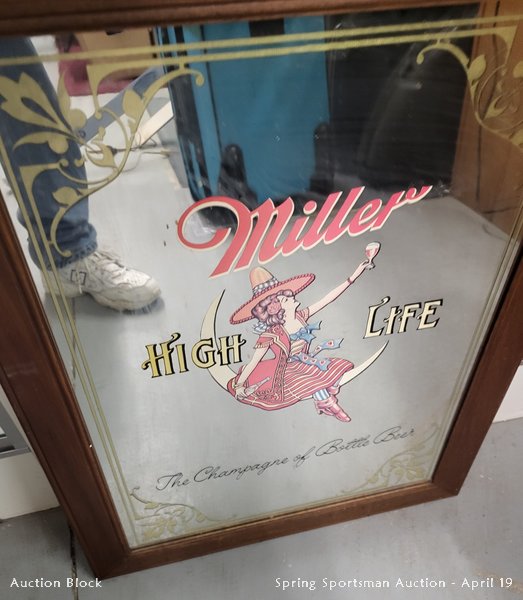 Miller
HIGH LIFE
The Champagne of Bottle Beer
Auction Block
Spring Sportsman Auction - April 19